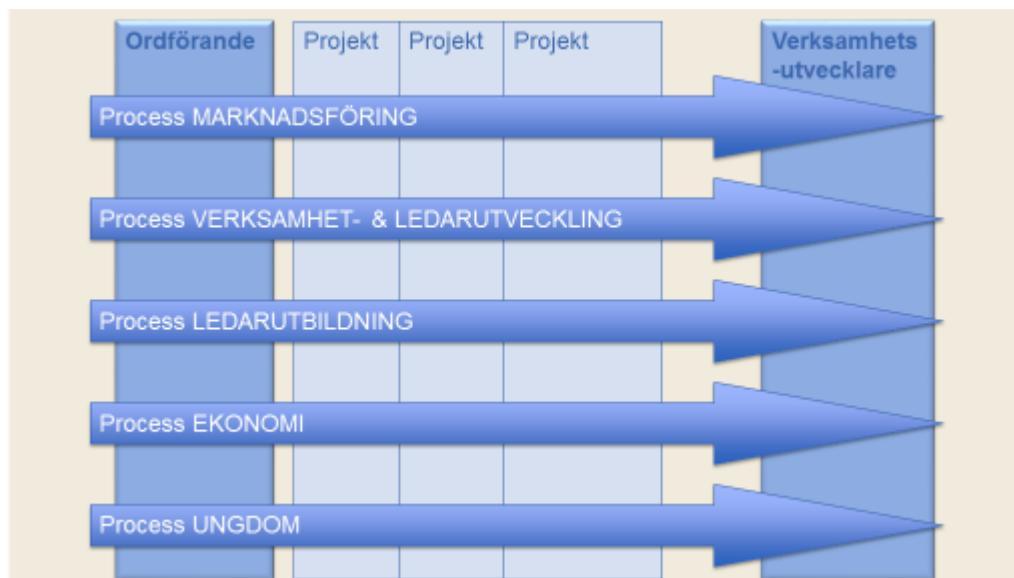 Ordförande
Projekt
Projekt
Projekt
Verksamhets
-utvecklare
Process MARKNADSFÖRING
Process VERKSAMHET- & LEDARUTVECKLING
Process LEDARUTBILDNING
Process EKONOMI
Process UNGDOM